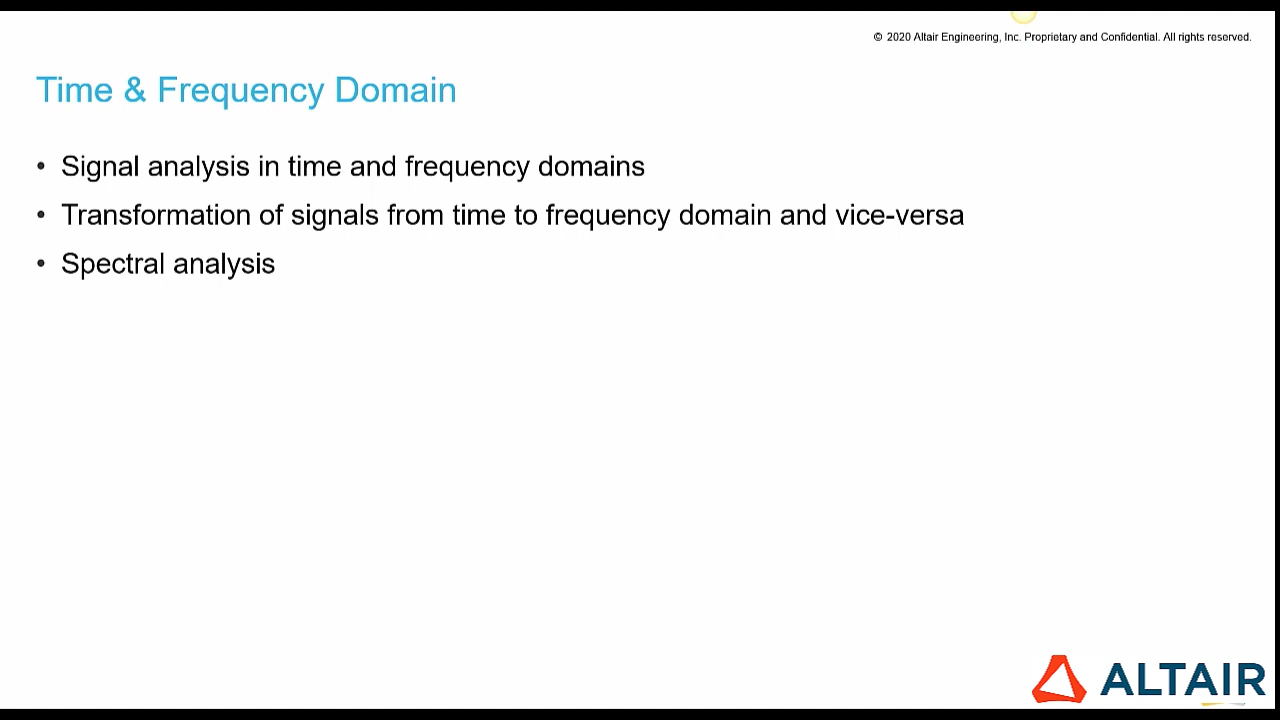 © 2020 Altair Engineering, Inc. Proprietary and Confidential. All rights reserved.
Time & Frequency Domain
• Signal analysis in time and frequency domains
• Transformation of signals from time to frequency domain and vice-versa
• Spectral analysis
ALTAIR